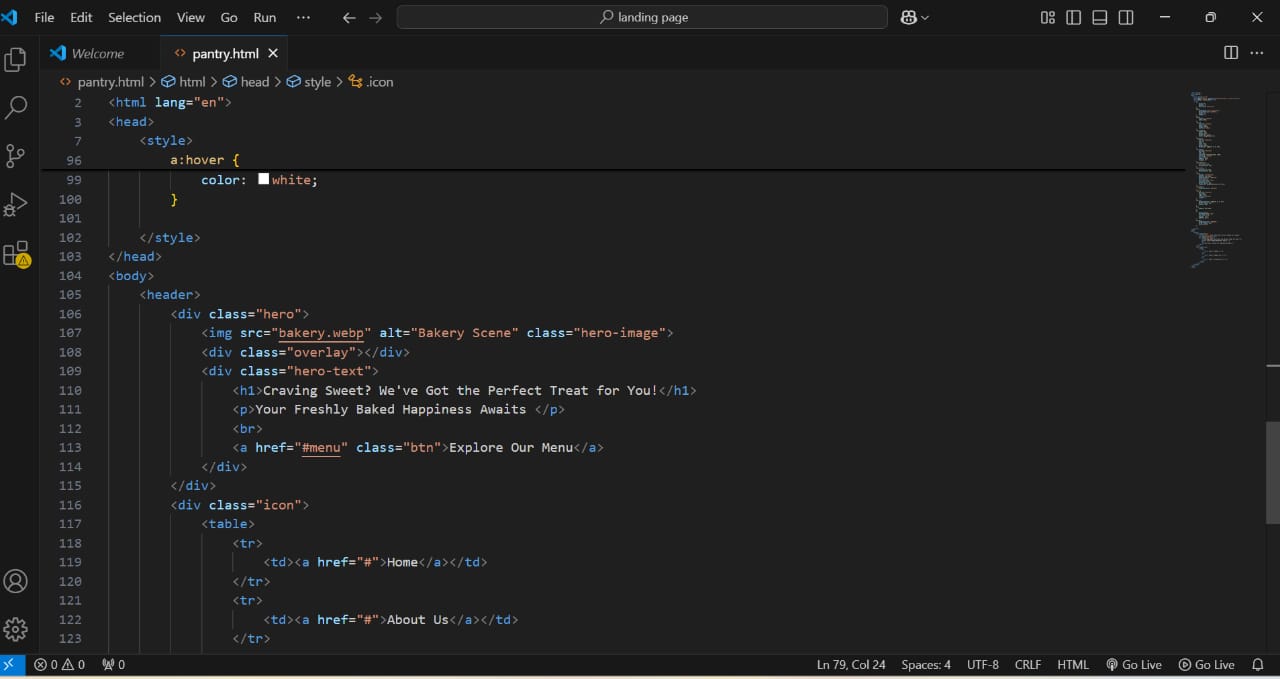 File Edit Selection View Go Run ··· landing page
Welcome pantry.html
pantry.html > html > head > style > .icon
2 <html lang="en">
3 <head>
7 <style>
96 a:hover {
99 color: white;
100 }
101
102 </style>
103 </head>
104 <body>
105 <header>
106 <div class="hero">
107 <img src="bakery.webp" alt="Bakery Scene" class="hero-image">
108 <div class="overlay"></div>
109 <div class="hero-text">
110 <h1>Craving Sweet? We've Got the Perfect Treat for You!</h1>
111 <p>Your Freshly Baked Happiness Awaits </p>
112 <br>
113 <a href="#menu" class="btn">Explore Our Menu</a>
114 </div>
115 </div>
116 <div class="icon">
117 <table>
118 <tr>
119 <td><a href="#">Home</a></td>
120 </tr>
121 <tr>
122 <td><a href="#">About Us</a></td>
123 </tr>
0 0 0 Ln 79, Col 24 Spaces: 4 UTF-8 CRLF HTML Go Live Go Live